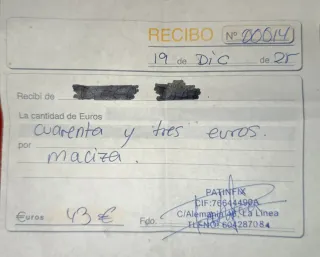 RECIBO Nº 00014
19 de Dic de 25
Recibí de
La cantidad de Euros
cuarenta y tres euros.
por maciza.
PATINFIX
C/Alemania La Línea
Euros 43 € Fdo.